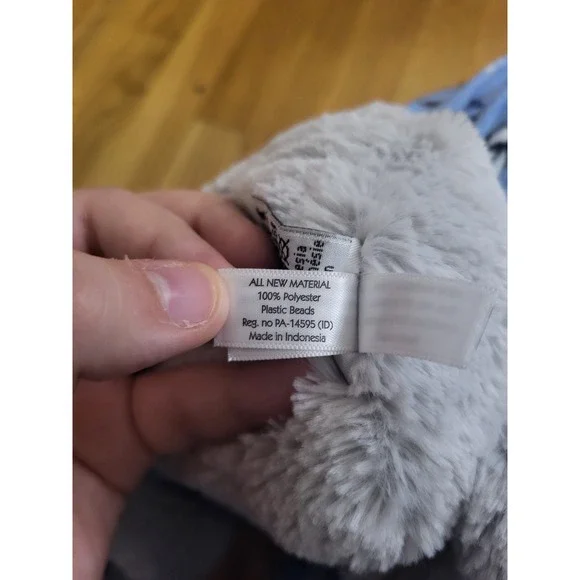 ALL NEW MATERIAL
100% Polyester
Plastic Beads
Reg. no PA-14595 (ID)
Made in Indonesia